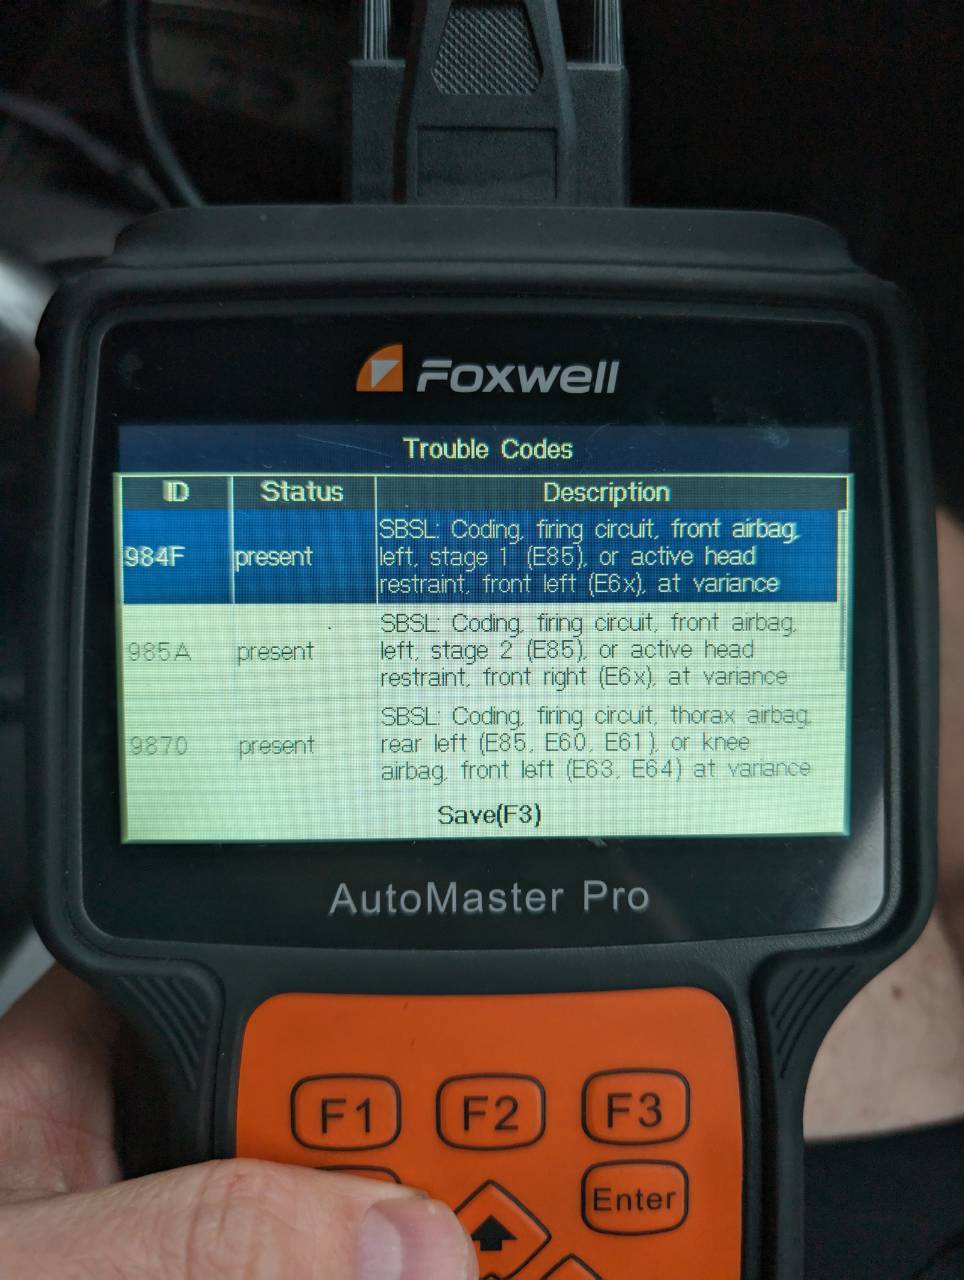 Foxwell
Trouble Codes
ID Status Description
984F present SBSL: Coding, firing circuit, front airbag,
left, stage 1 (E85), or active head
restraint, front left (E6x), at variance
985A present SBSL: Coding, firing circuit, front airbag,
left, stage 2 (E85), or active head
restraint, front right (E6x), at variance
9870 present SBSL: Coding, firing circuit, thorax airbag,
rear left (E85, E60, E61), or knee
airbag, front left (E63, E64) at variance
Save(F3)
AutoMaster Pro
F1 F2 F3
Enter